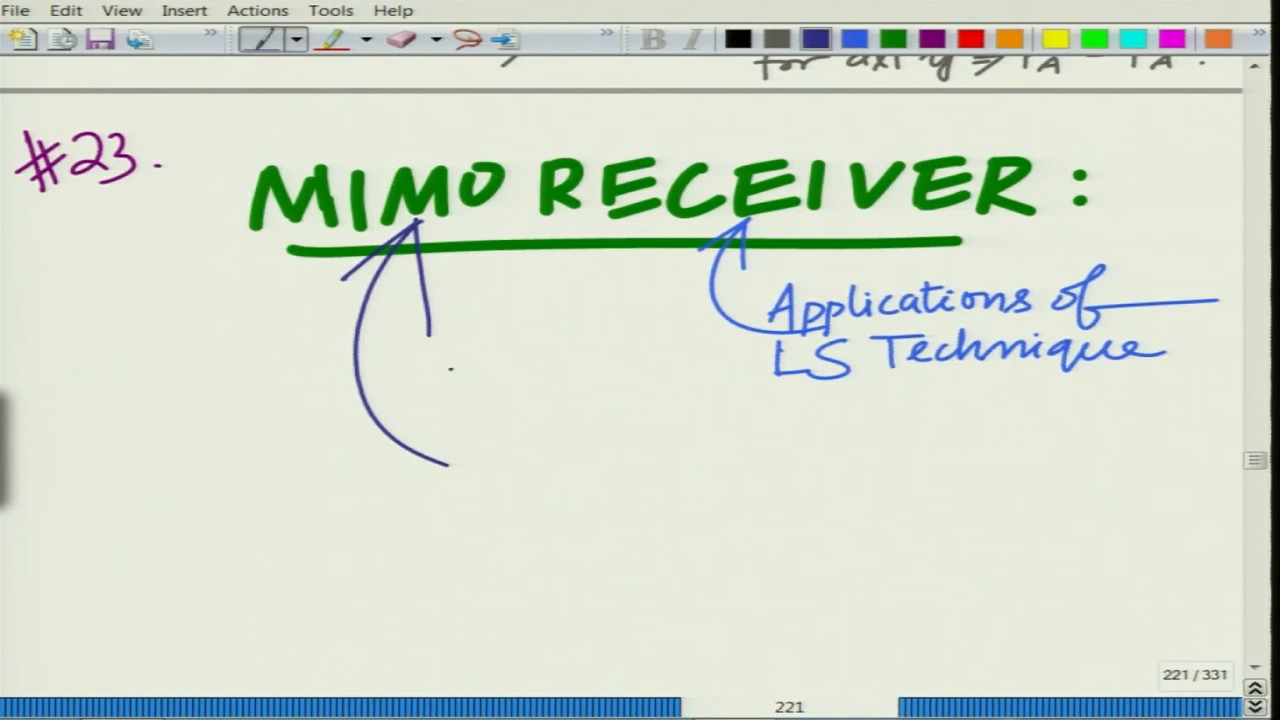 File Edit View Insert Actions Tools Help
B I
#23.
MIMO RECEIVER :
Applications of
LS Technique
221 / 331
221